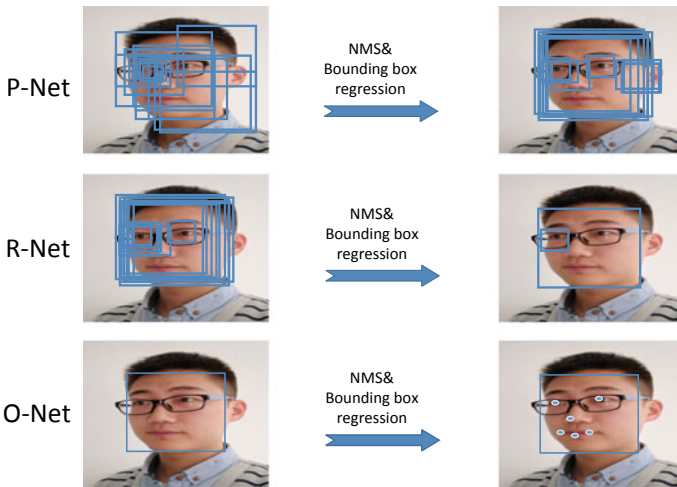 P-Net
NMS&
Bounding box
regression
R-Net
NMS&
Bounding box
regression
O-Net
NMS&
Bounding box
regression